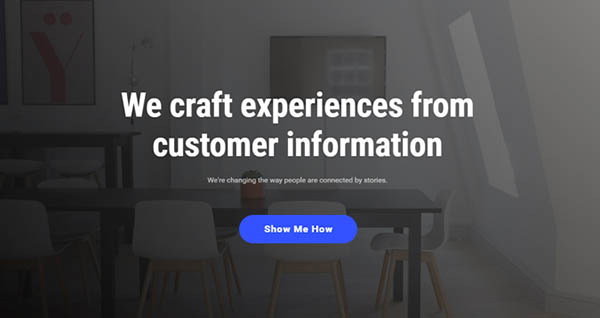 Ÿ
We craft experiences from
customer information
We're changing the way people are connected by stories.
Show Me How